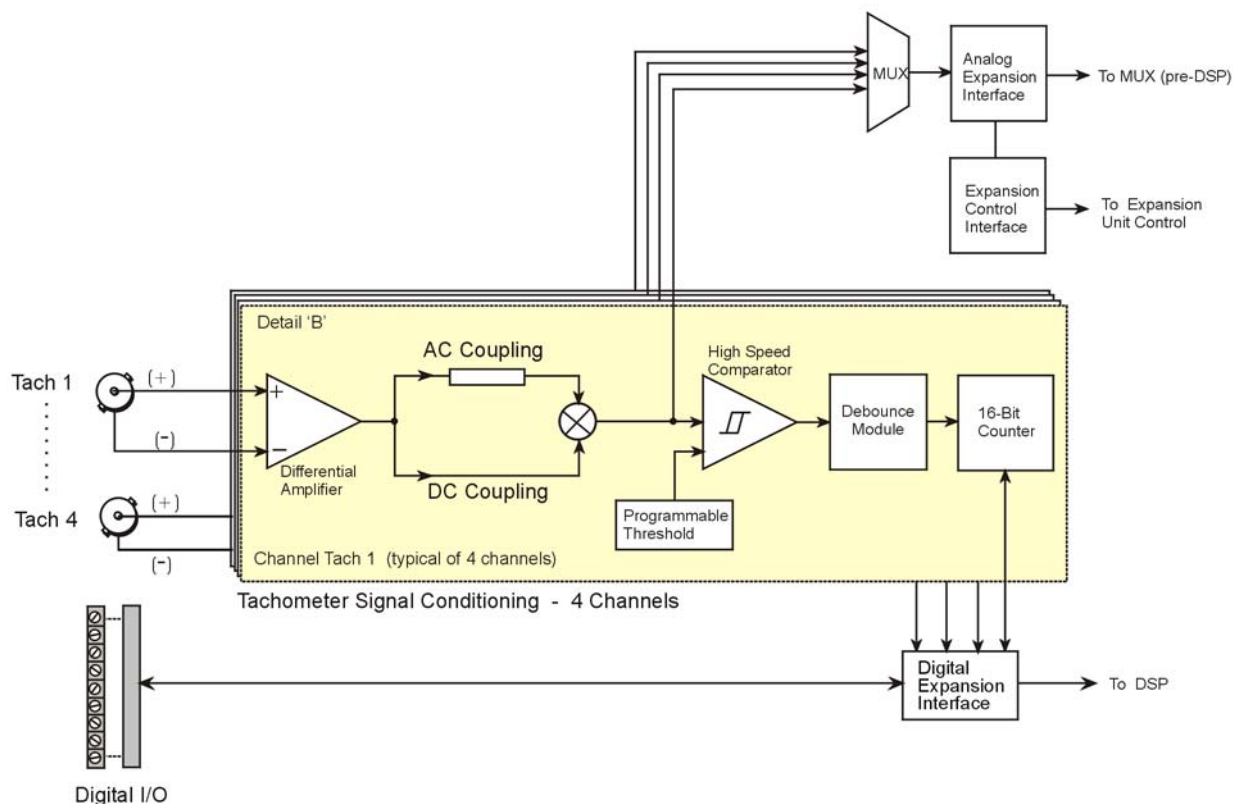 MUX
Analog
Expansion
Interface
To MUX (pre-DSP)
Expansion
Control
Interface
To Expansion
Unit Control
Detail 'B'
AC Coupling
High Speed
Comparator
Tach 1
(+)
(-)
+
-
Differential
Amplifier
DC Coupling
Debounce
Module
16-Bit
Counter
Programmable
Threshold
Tach 4
(+)
(-)
Channel Tach 1 (typical of 4 channels)
Tachometer Signal Conditioning - 4 Channels
Digital
Expansion
Interface
To DSP
Digital I/O